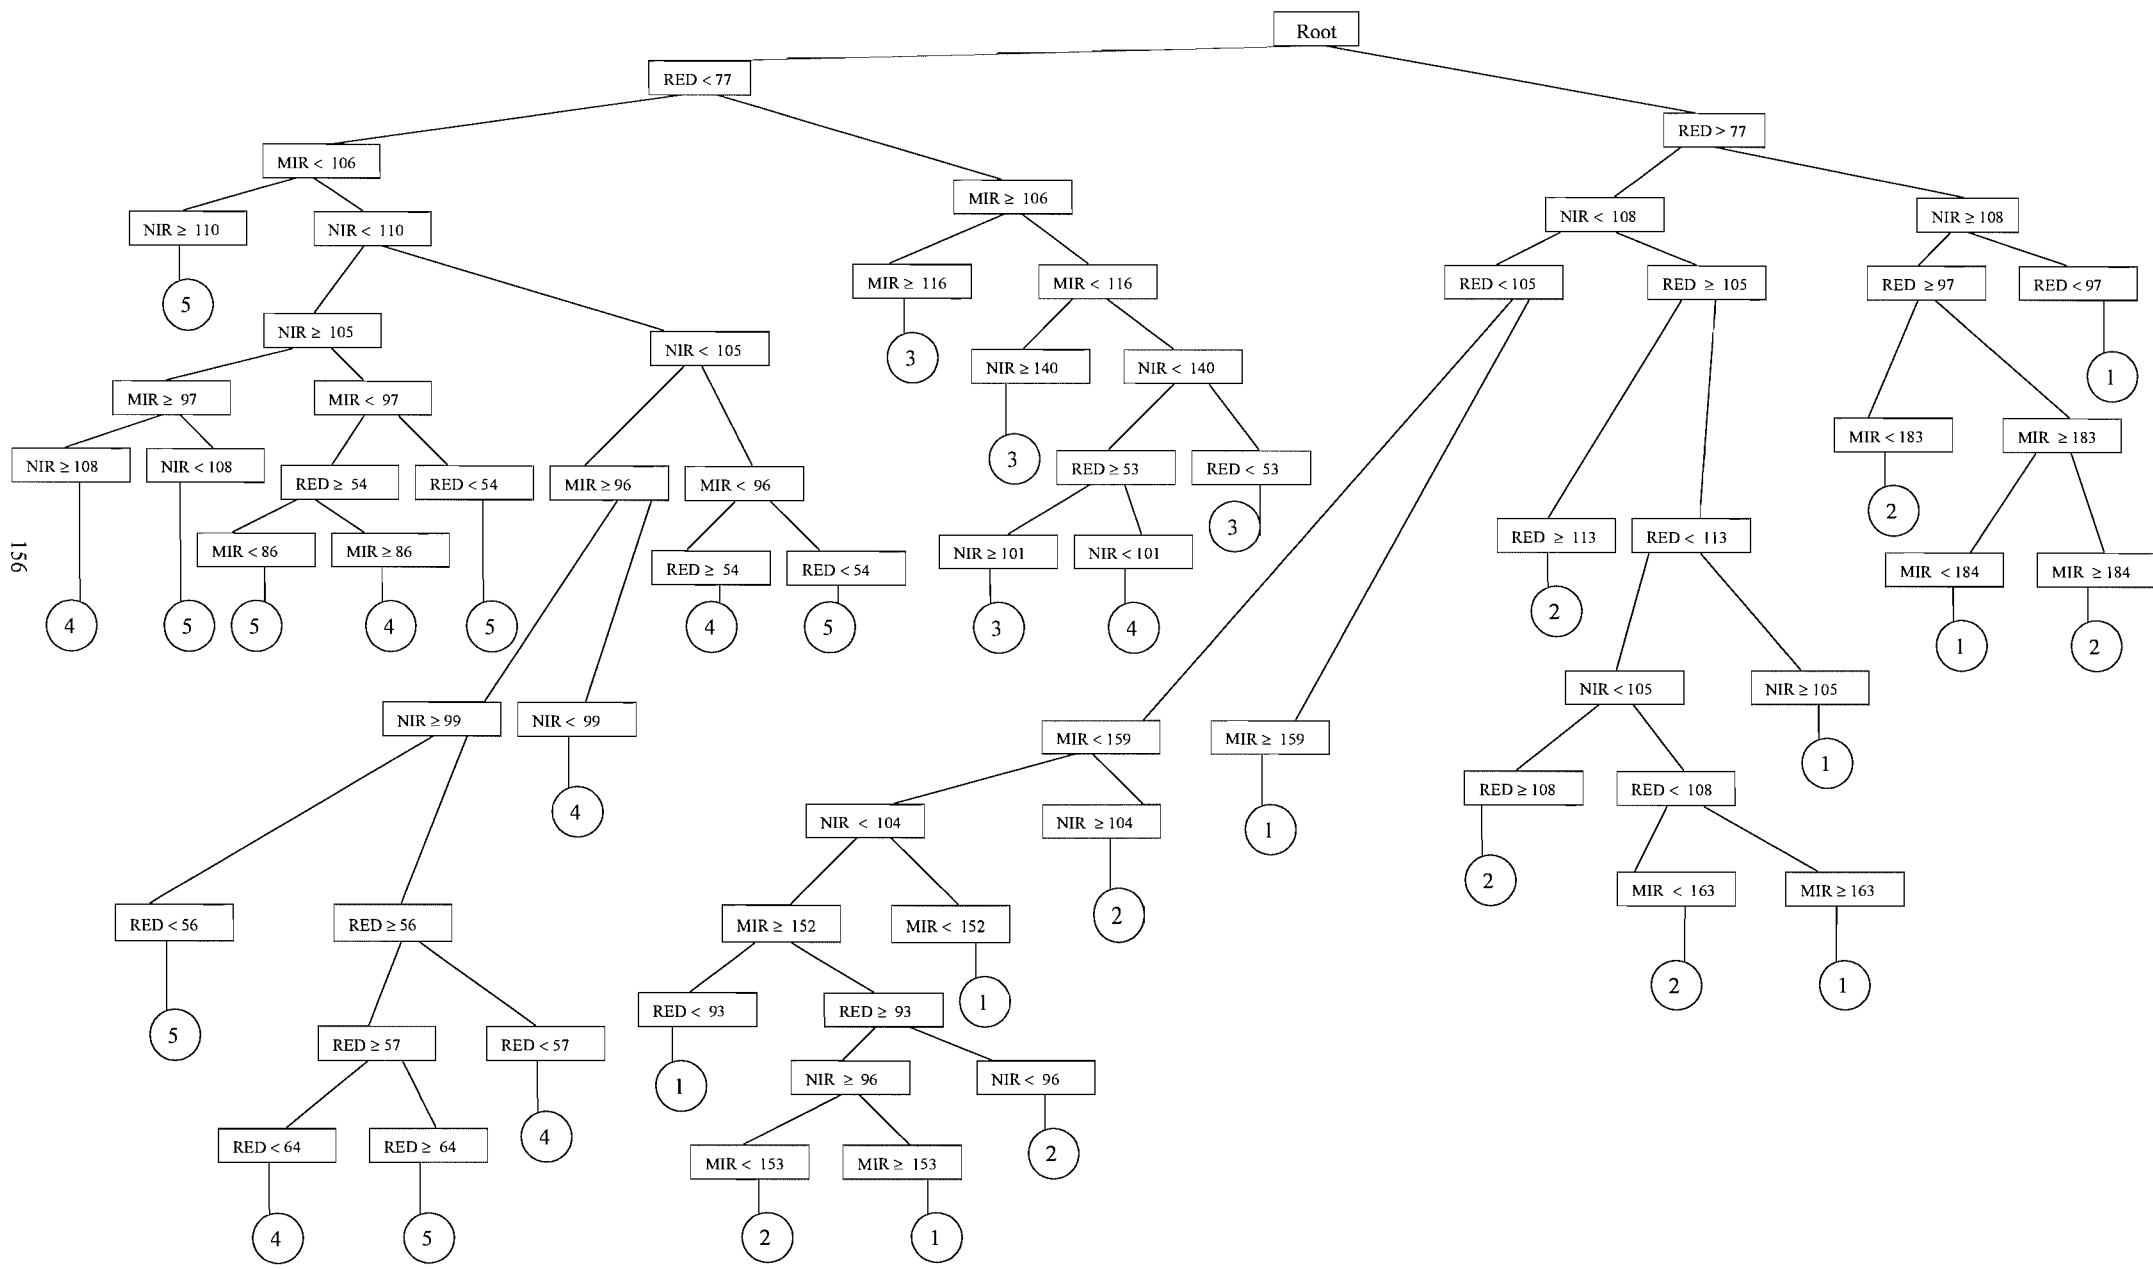 Root
RED < 77
RED > 77
MIR < 106
MIR ≥ 106
NIR < 108
NIR ≥ 108
NIR ≥ 110
NIR < 110
MIR ≥ 116
MIR < 116
RED < 105
RED ≥ 105
RED ≥ 97
RED < 97
5
NIR ≥ 105
NIR < 105
3
NIR ≥ 140
NIR < 140
1
MIR ≥ 97
MIR < 97
MIR < 183
MIR ≥ 183
NIR ≥ 108
NIR < 108
RED ≥ 54
RED < 54
MIR ≥ 96
MIR < 96
3
RED ≥ 53
RED < 53
2
MIR < 86
MIR ≥ 86
RED ≥ 54
RED < 54
NIR ≥ 101
NIR < 101
3
RED ≥ 113
RED < 113
MIR < 184
MIR ≥ 184
156
4
5
5
4
5
4
5
3
4
2
1
2
NIR ≥ 99
NIR < 99
MIR < 159
MIR ≥ 159
NIR < 105
NIR ≥ 105
4
NIR < 104
NIR ≥ 104
1
RED ≥ 108
RED < 108
1
RED < 56
RED ≥ 56
MIR ≥ 152
MIR < 152
2
2
MIR < 163
MIR ≥ 163
5
RED ≥ 57
RED < 57
RED < 93
RED ≥ 93
1
2
1
RED < 64
RED ≥ 64
4
1
NIR ≥ 96
NIR < 96
MIR < 153
MIR ≥ 153
2
4
5
2
1